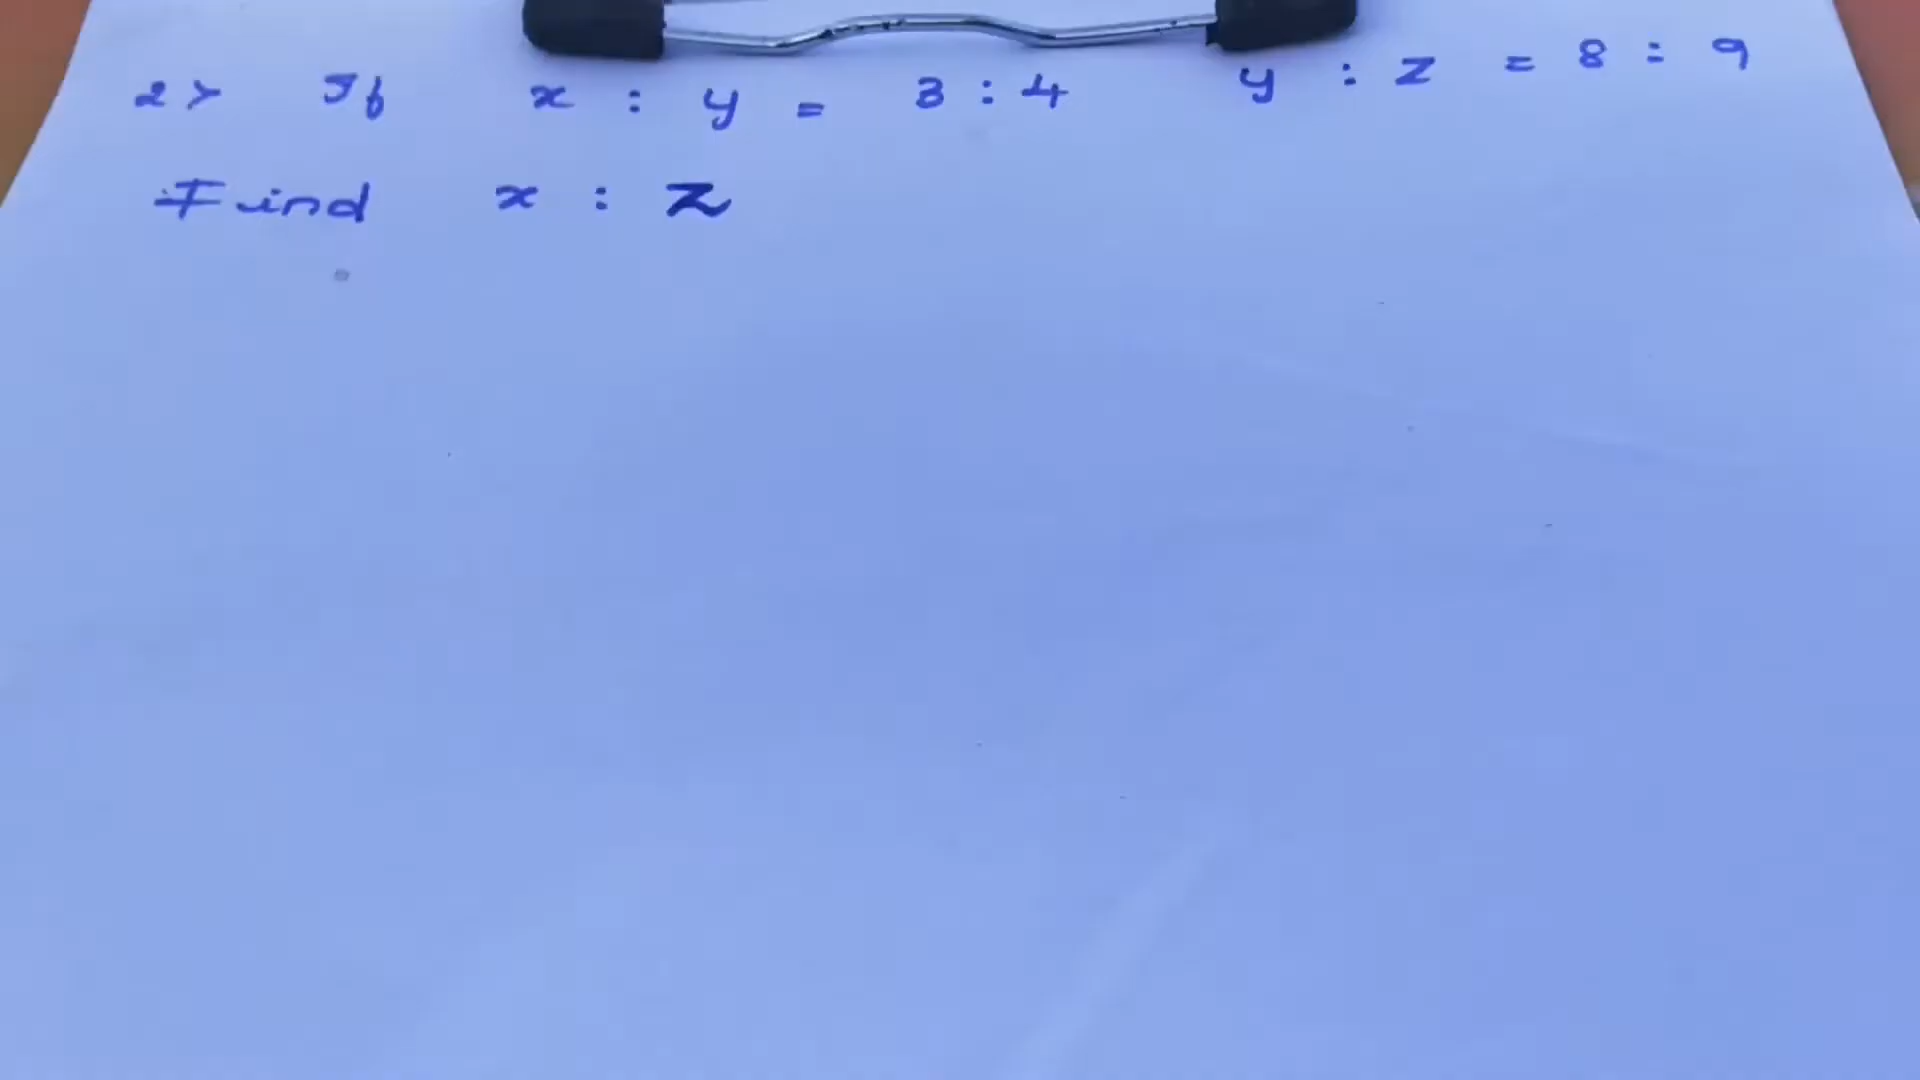 2> If x : y = 3 : 4 y : z = 8 : 9
Find x : z